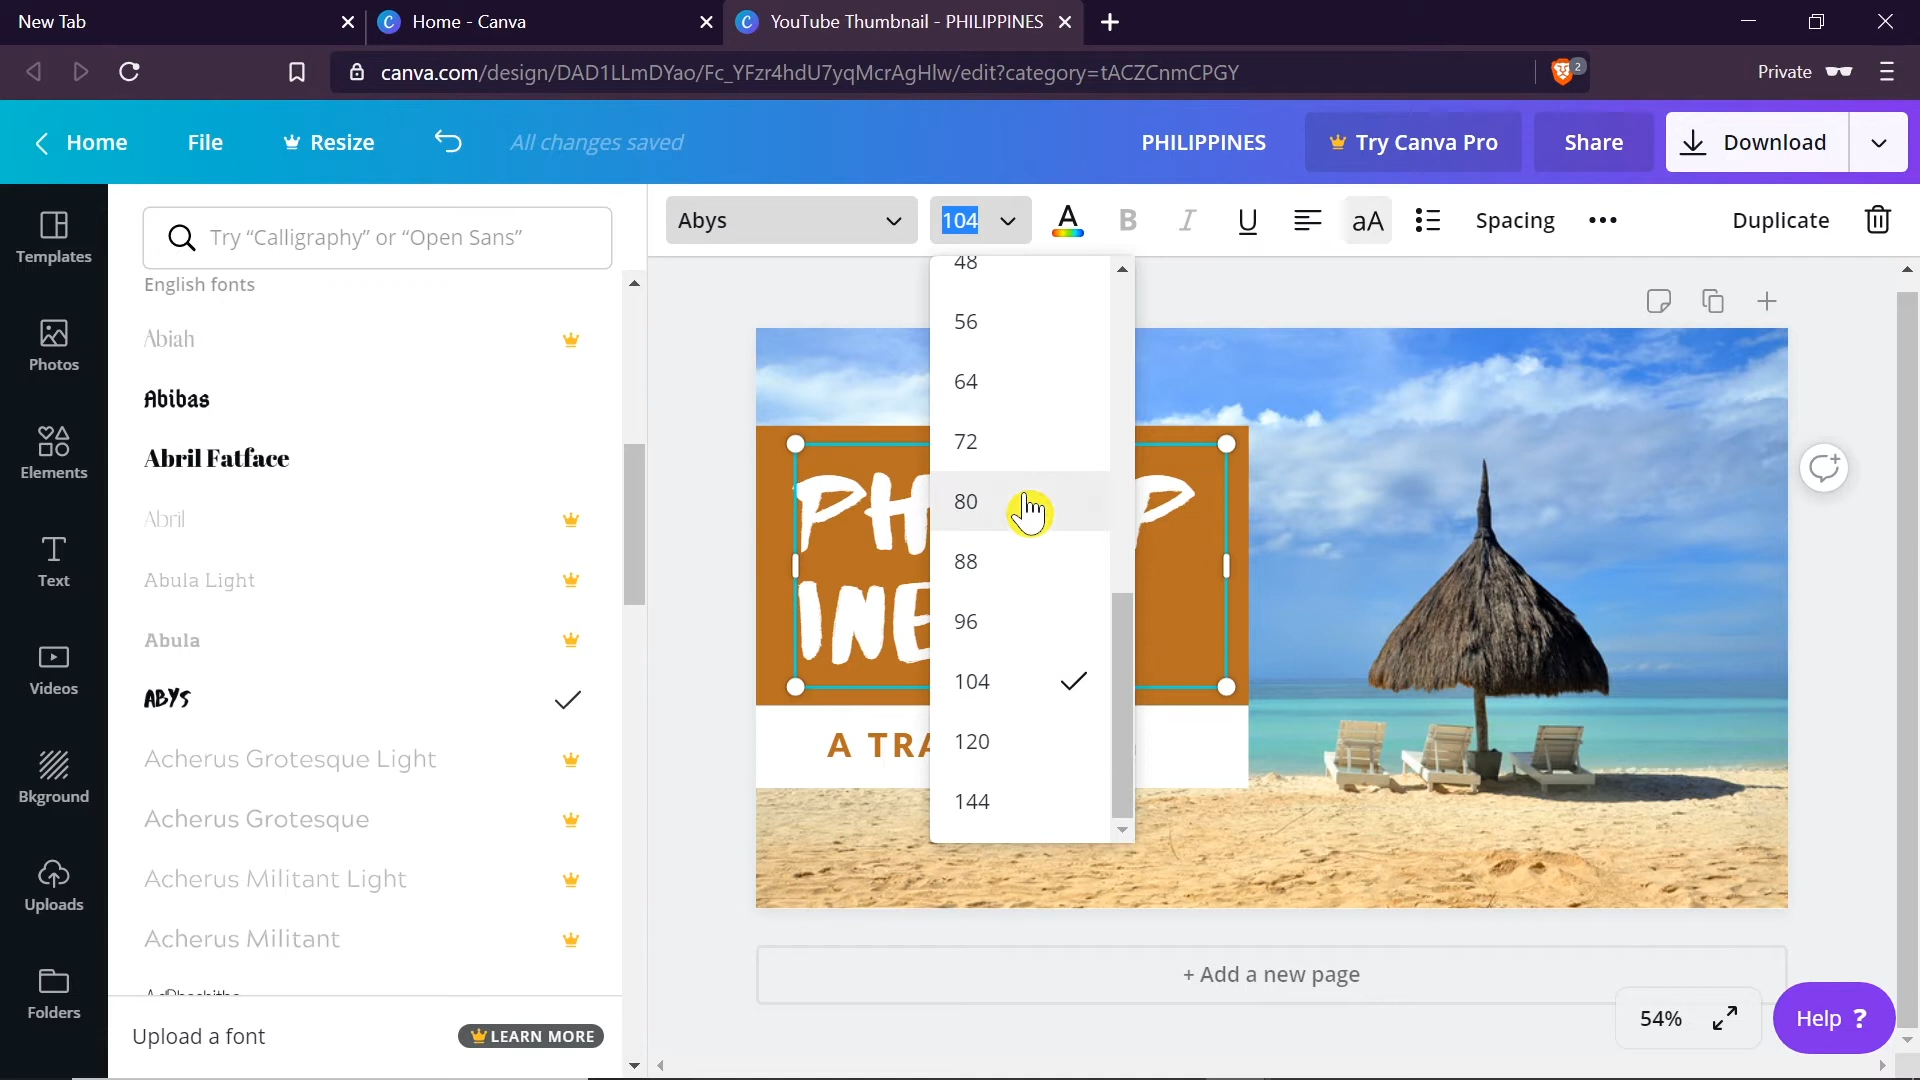 New Tab
Home - Canva
YouTube Thumbnail - PHILIPPINES
canva.com/design/DAD1LLmDYao/Fc_YFzr4hdU7yqMcrAgHlw/edit?category=tACZCnmCPGY
2
Private
Home
File
Resize
All changes saved
PHILIPPINES
Try Canva Pro
Share
Download
Templates
Photos
Elements
Text
Videos
Bkground
Uploads
Folders
Try “Calligraphy” or “Open Sans”
English fonts
Abiah
Abibas
Abril Fatface
Abril
Abula Light
Abula
ABYS
Acherus Grotesque Light
Acherus Grotesque
Acherus Militant Light
Acherus Militant
Upload a font
LEARN MORE
Abys
104
A
B
I
U
aA
Spacing
Duplicate
48
56
64
72
80
88
96
104
120
144
PH P
INE
A TRA
+ Add a new page
54%
Help ?